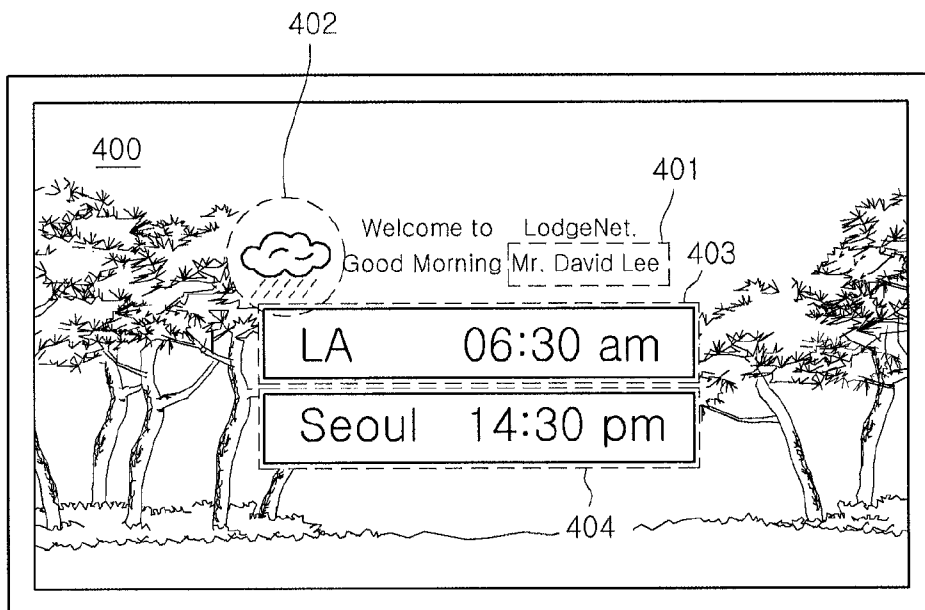 402
400
401
Welcome to LodgeNet.
Good Morning Mr. David Lee
403
LA 06:30 am
Seoul 14:30 pm
404